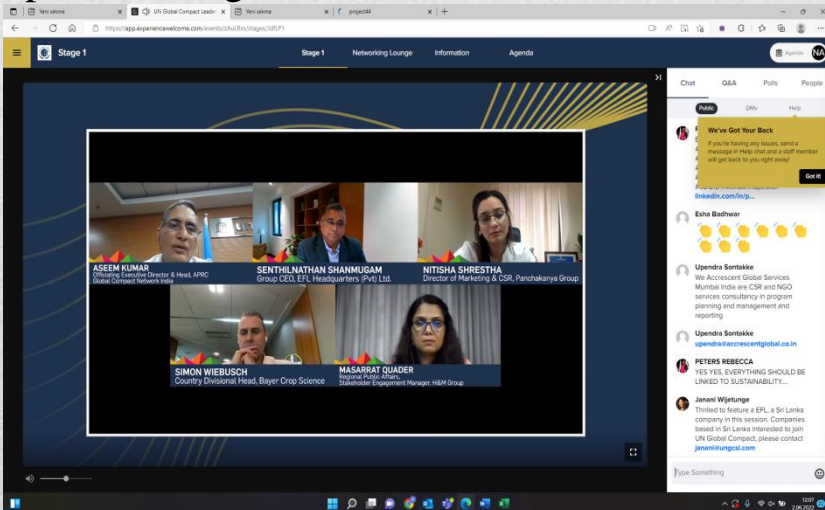 Yeni sekme
UN Global Compact Leader
Yeni sekme
project44
https://app.experiencewelcome.com/events/
Stage 1
Stage 1
Networking Lounge
Information
Agenda
Agenda
NA
Chat
Q&A
Polls
People
Public
DMs
Help
We've Got Your Back
If you're having any issues, send a
message in Help chat and a staff member
will get back to you right away!
Got it!
linkedin.com/in/p...
Esha Badhwar
Upendra Sontakke
We Accrescent Global Services
Mumbai India are CSR and NGO
services consultancy in program
planning and management and
reporting
Upendra Sontakke
upendra@accrescentglobal.co.in
PETERS REBECCA
YES YES, EVERYTHING SHOULD BE
LINKED TO SUSTAINABILITY...
Janani Wijetunge
Thrilled to feature a EFL, a Sri Lanka
company in this session. Companies
based in Sri Lanka interested to join
UN Global Compact, please contact
janani@ungcsl.com
Type Something
ASEEM KUMAR
Officiating Executive Director & Head, APRC
Global Compact Network India
SENTHILNATHAN SHANMUGAM
Group CEO, EFL Headquarters (Pvt) Ltd.
NITISHA SHRESTHA
Director of Marketing & CSR, Panchakanya Group
SIMON WIEBUSCH
Country Divisional Head, Bayer Crop Science
MASARRAT QUADER
Regional Public Affairs,
Stakeholder Engagement Manager, H&M Group
12:07
2.06.2022